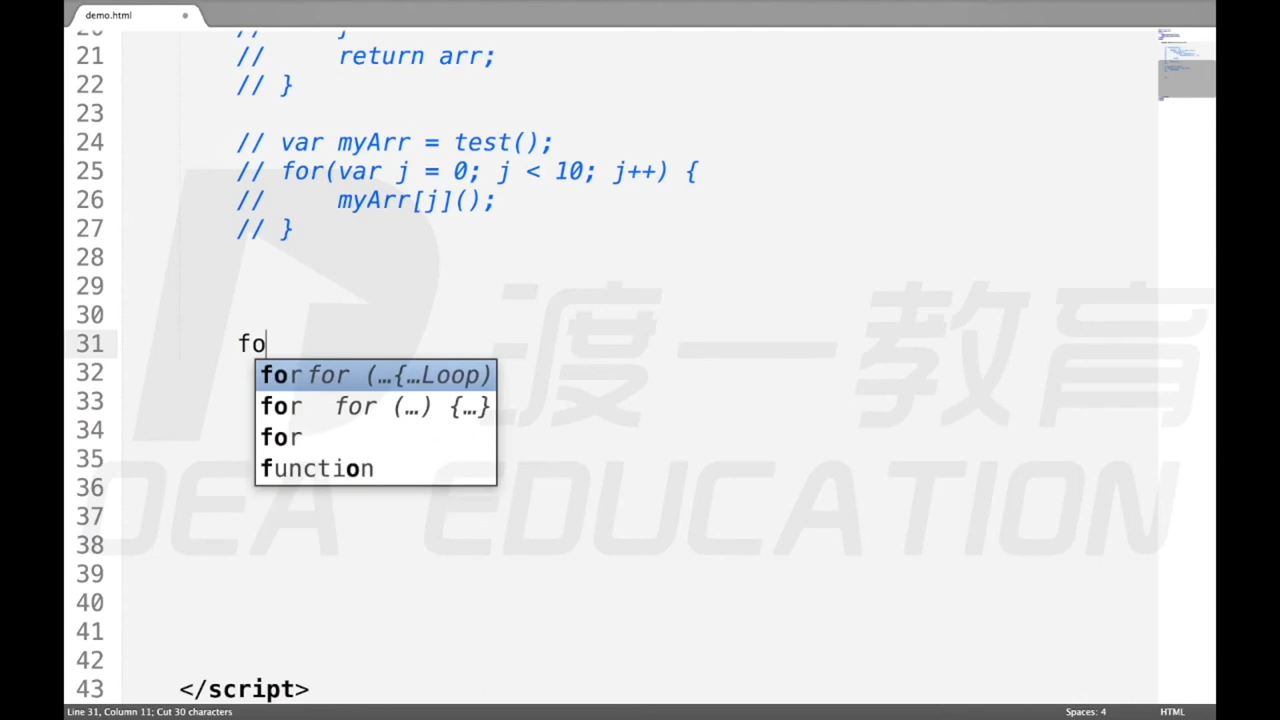 demo.html
20 // }
21 // return arr;
22 // }
23
24 // var myArr = test();
25 // for(var j = 0; j < 10; j++) {
26 // myArr[j]();
27 // }
28
29
30
31 fo
for for (…{…Loop)
32
for for (…) {…}
33
for
34
function
35
36
37
38
39
40
41
42
43 </script>
渡一教育
DEA EDUCATION
Line 31, Column 11; Cut 30 characters
Spaces: 4
HTML